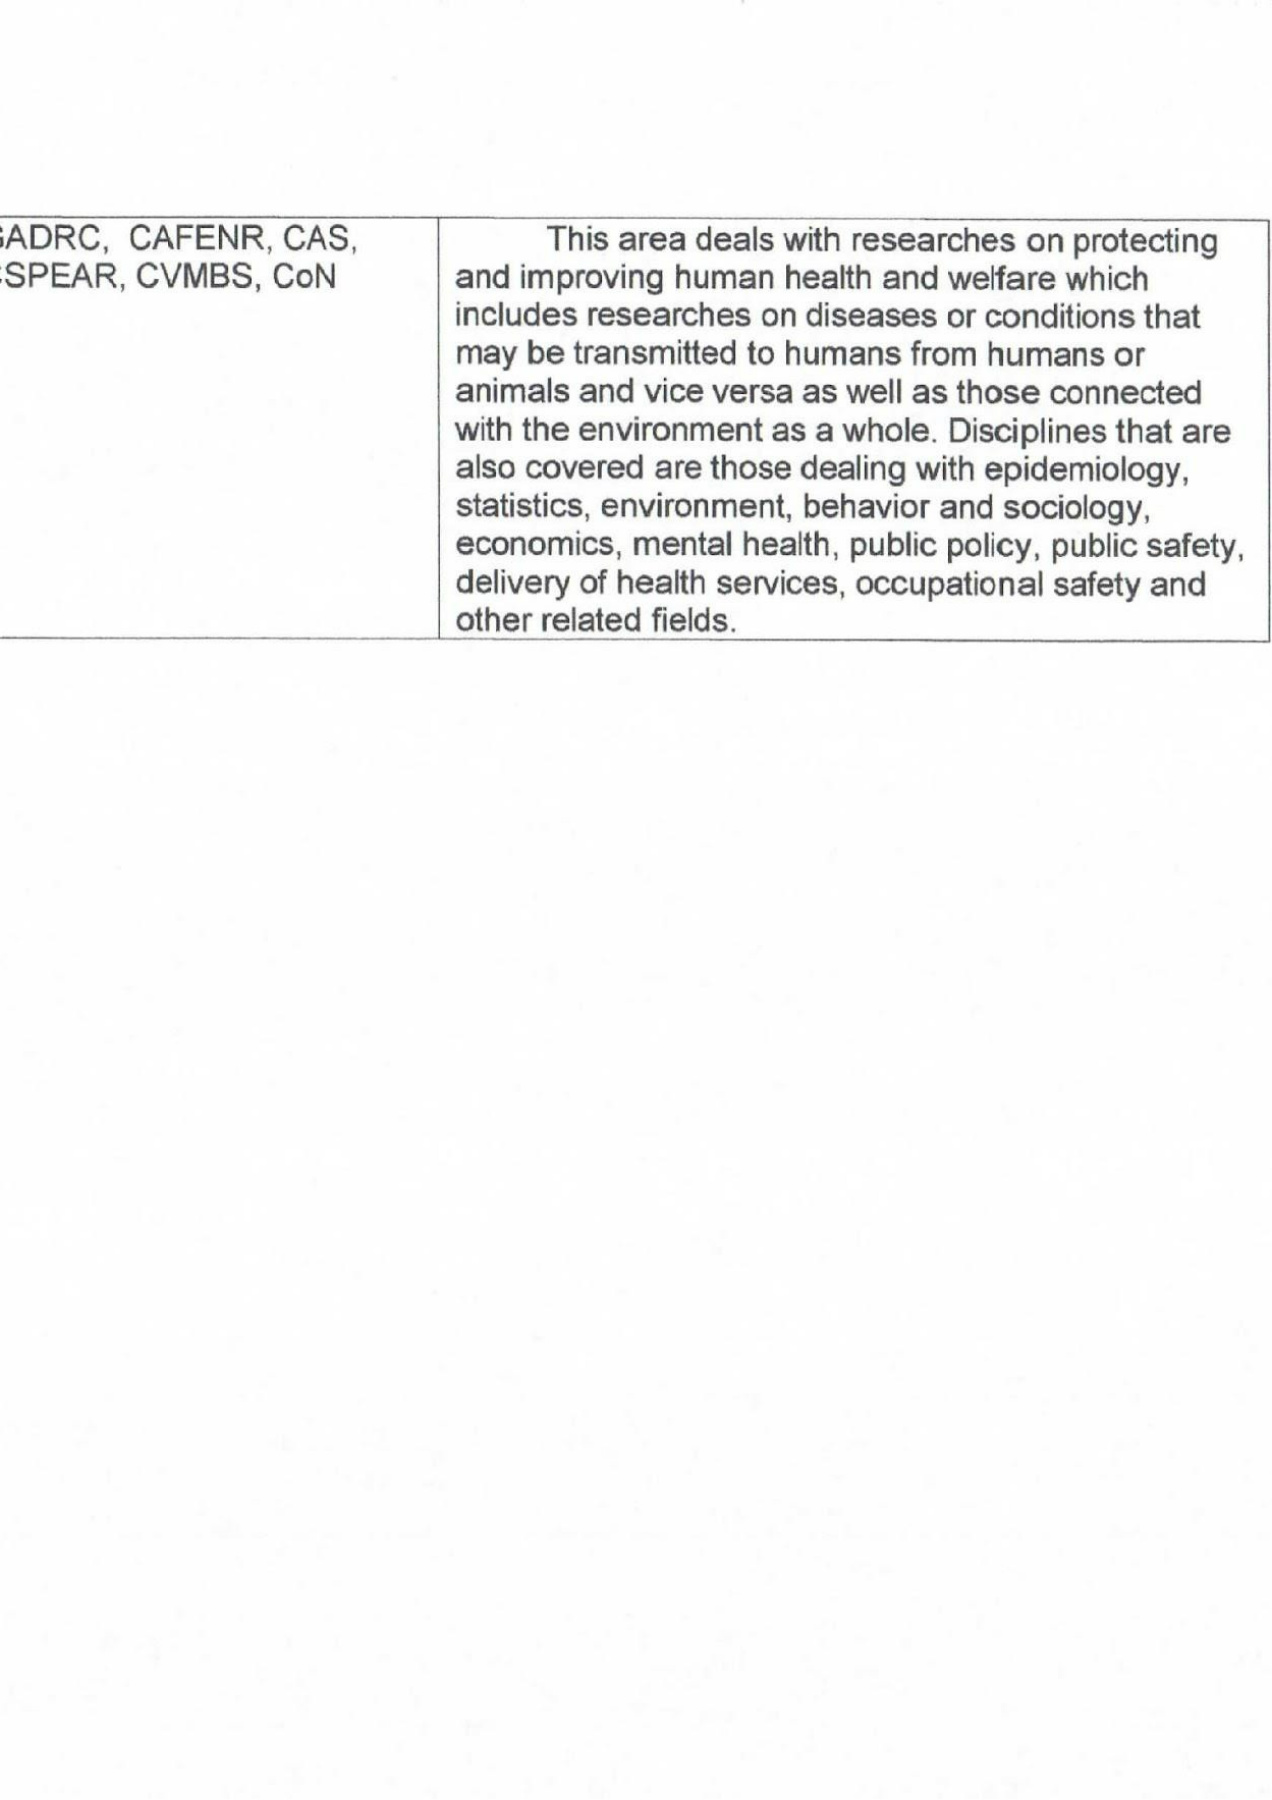 CAFENR, CAS,
CVMBS, CoN
This area deals with researches on protecting
and improving human health and welfare which
includes researches on diseases or conditions that
may be transmitted to humans from humans or
animals and vice versa as well as those connected
with the environment as a whole. Disciplines that are
also covered are those dealing with epidemiology,
statistics, environment, behavior and sociology,
economics, mental health, public policy, public safety,
delivery of health services, occupational safety and
other related fields.